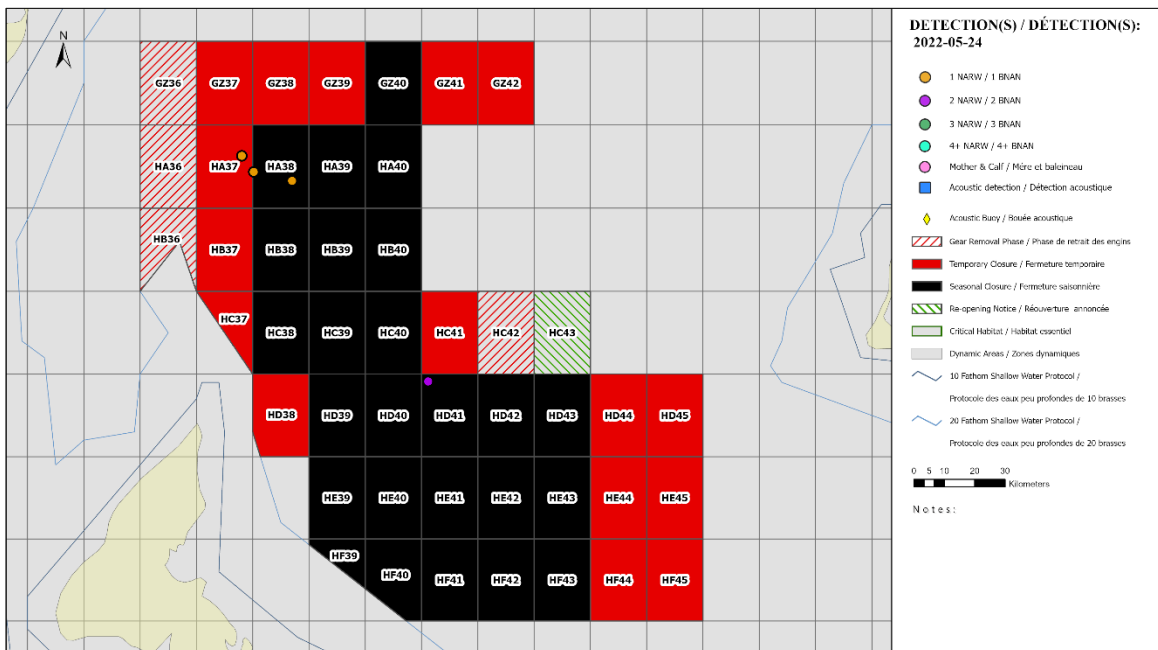 DETECTION(S) / DÉTECTION(S):
2022-05-24
N
GZ36 GZ37 GZ38 GZ39 GZ40 GZ41 GZ42
HA36 HA37 HA38 HA39 HA40
HB36 HB37 HB38 HB39 HB40
HC37 HC38 HC39 HC40 HC41 HC42 HC43
HD38 HD39 HD40 HD41 HD42 HD43 HD44 HD45
HE39 HE40 HE41 HE42 HE43 HE44 HE45
HF39 HF40 HF41 HF42 HF43 HF44 HF45
1 NARW / 1 BNAN
2 NARW / 2 BNAN
3 NARW / 3 BNAN
4+ NARW / 4+ BNAN
Mother & Calf / Mère et baleineau
Acoustic detection / Détection acoustique
Acoustic Buoy / Bouée acoustique
Gear Removal Phase / Phase de retrait des engins
Temporary Closure / Fermeture temporaire
Seasonal Closure / Fermeture saisonnière
Re-opening Notice / Réouverture annoncée
Critical Habitat / Habitat essentiel
Dynamic Areas / Zones dynamiques
10 Fathom Shallow Water Protocol /
Protocole des eaux peu profondes de 10 brasses
20 Fathom Shallow Water Protocol /
Protocole des eaux peu profondes de 20 brasses
0 5 10 20 30
Kilometers
Notes: